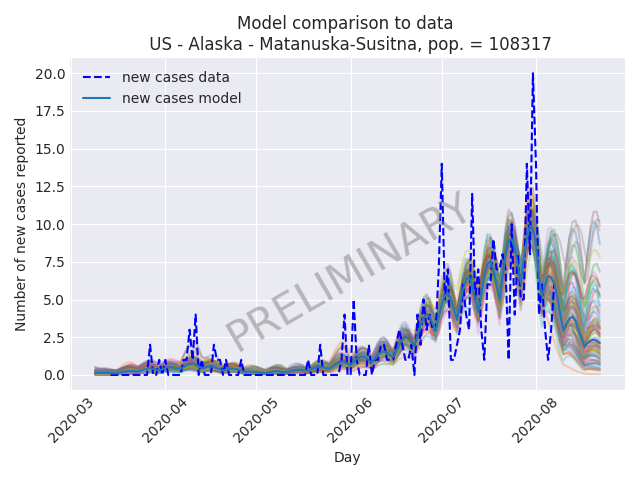 Model comparison to data
US - Alaska - Matanuska-Susitna, pop. = 108317
20.0
17.5
15.0
12.5
10.0
7.5
5.0
2.5
0.0
Number of new cases reported
new cases data
new cases model
PRELIMINARY
2020-03
2020-04
2020-05
2020-06
2020-07
2020-08
Day